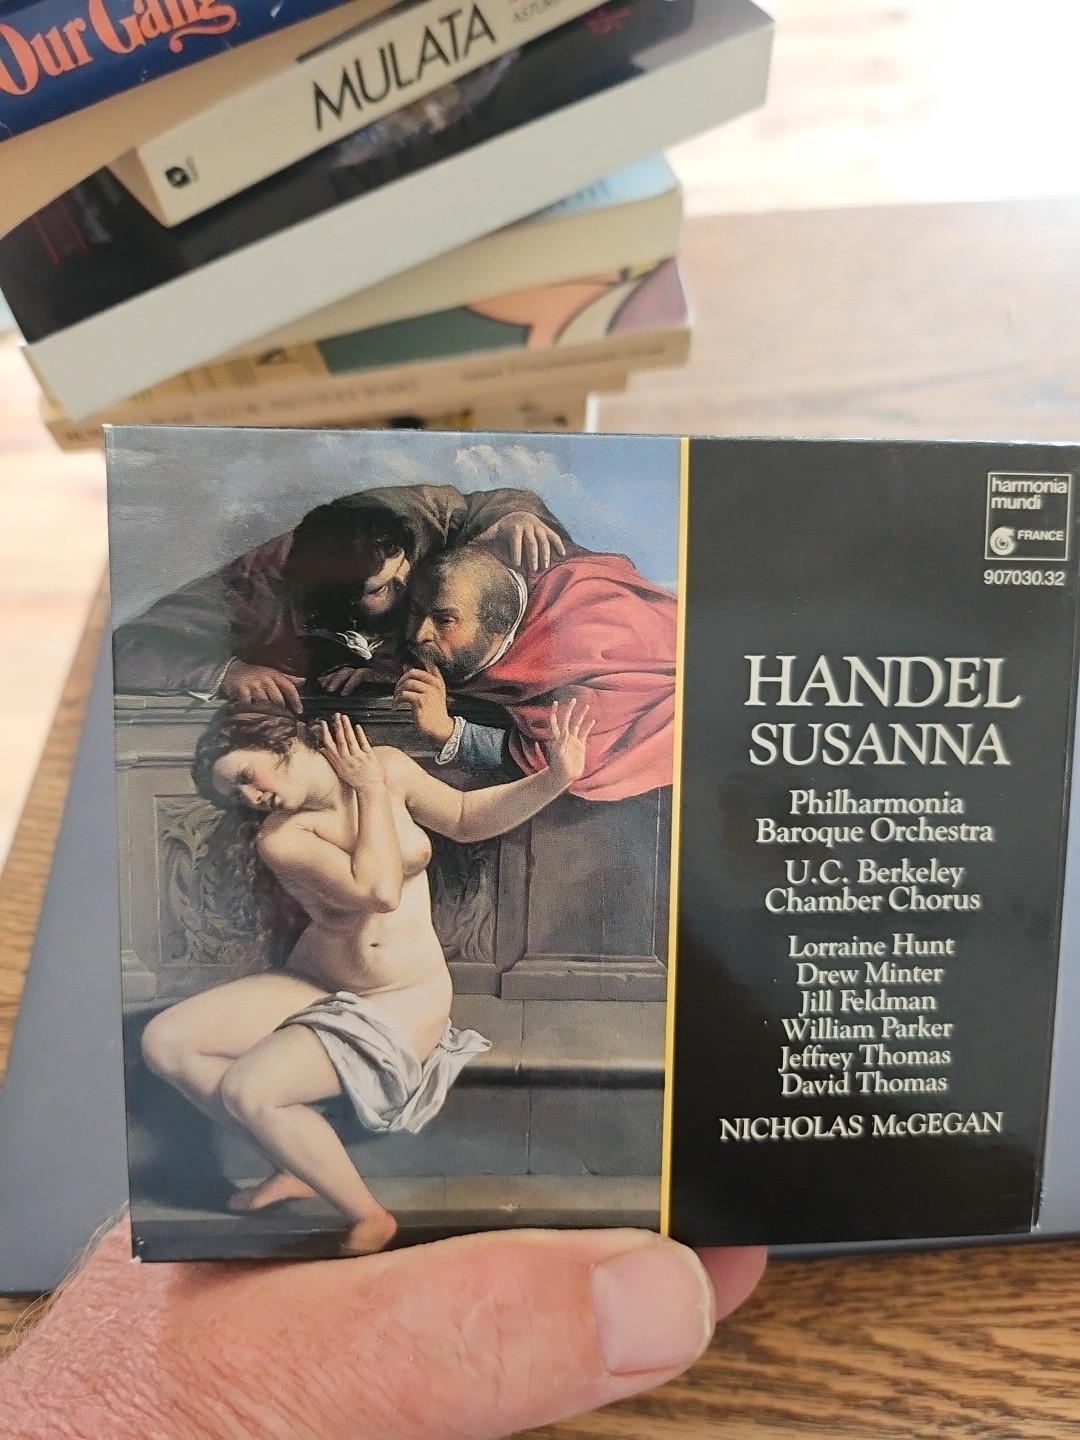 Our Gang
MULATA
harmonia
mundi
FRANCE
907030.32
HANDEL
SUSANNA
Philharmonia
Baroque Orchestra
U.C. Berkeley
Chamber Chorus
Lorraine Hunt
Drew Minter
Jill Feldman
William Parker
Jeffrey Thomas
David Thomas
NICHOLAS McGEGAN